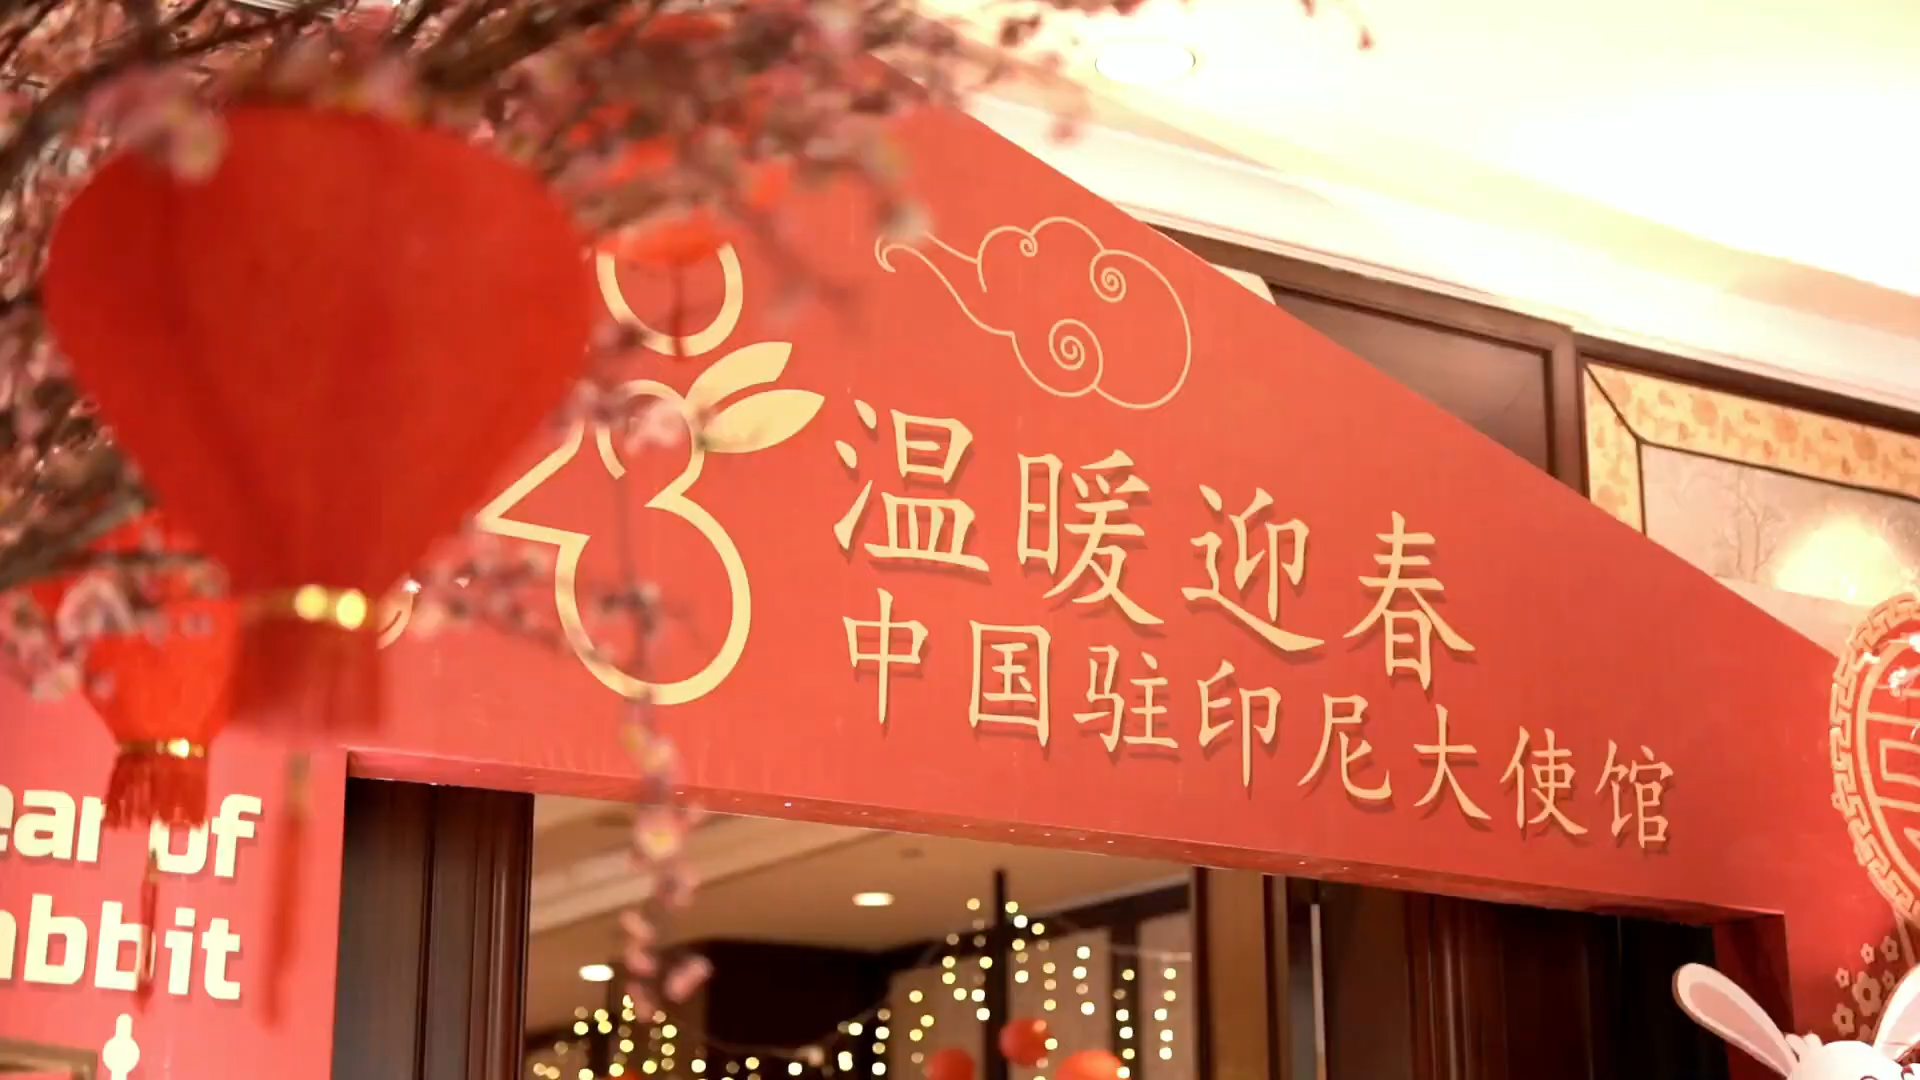 温暖迎春
中国驻印尼大使馆
ear of
abbit